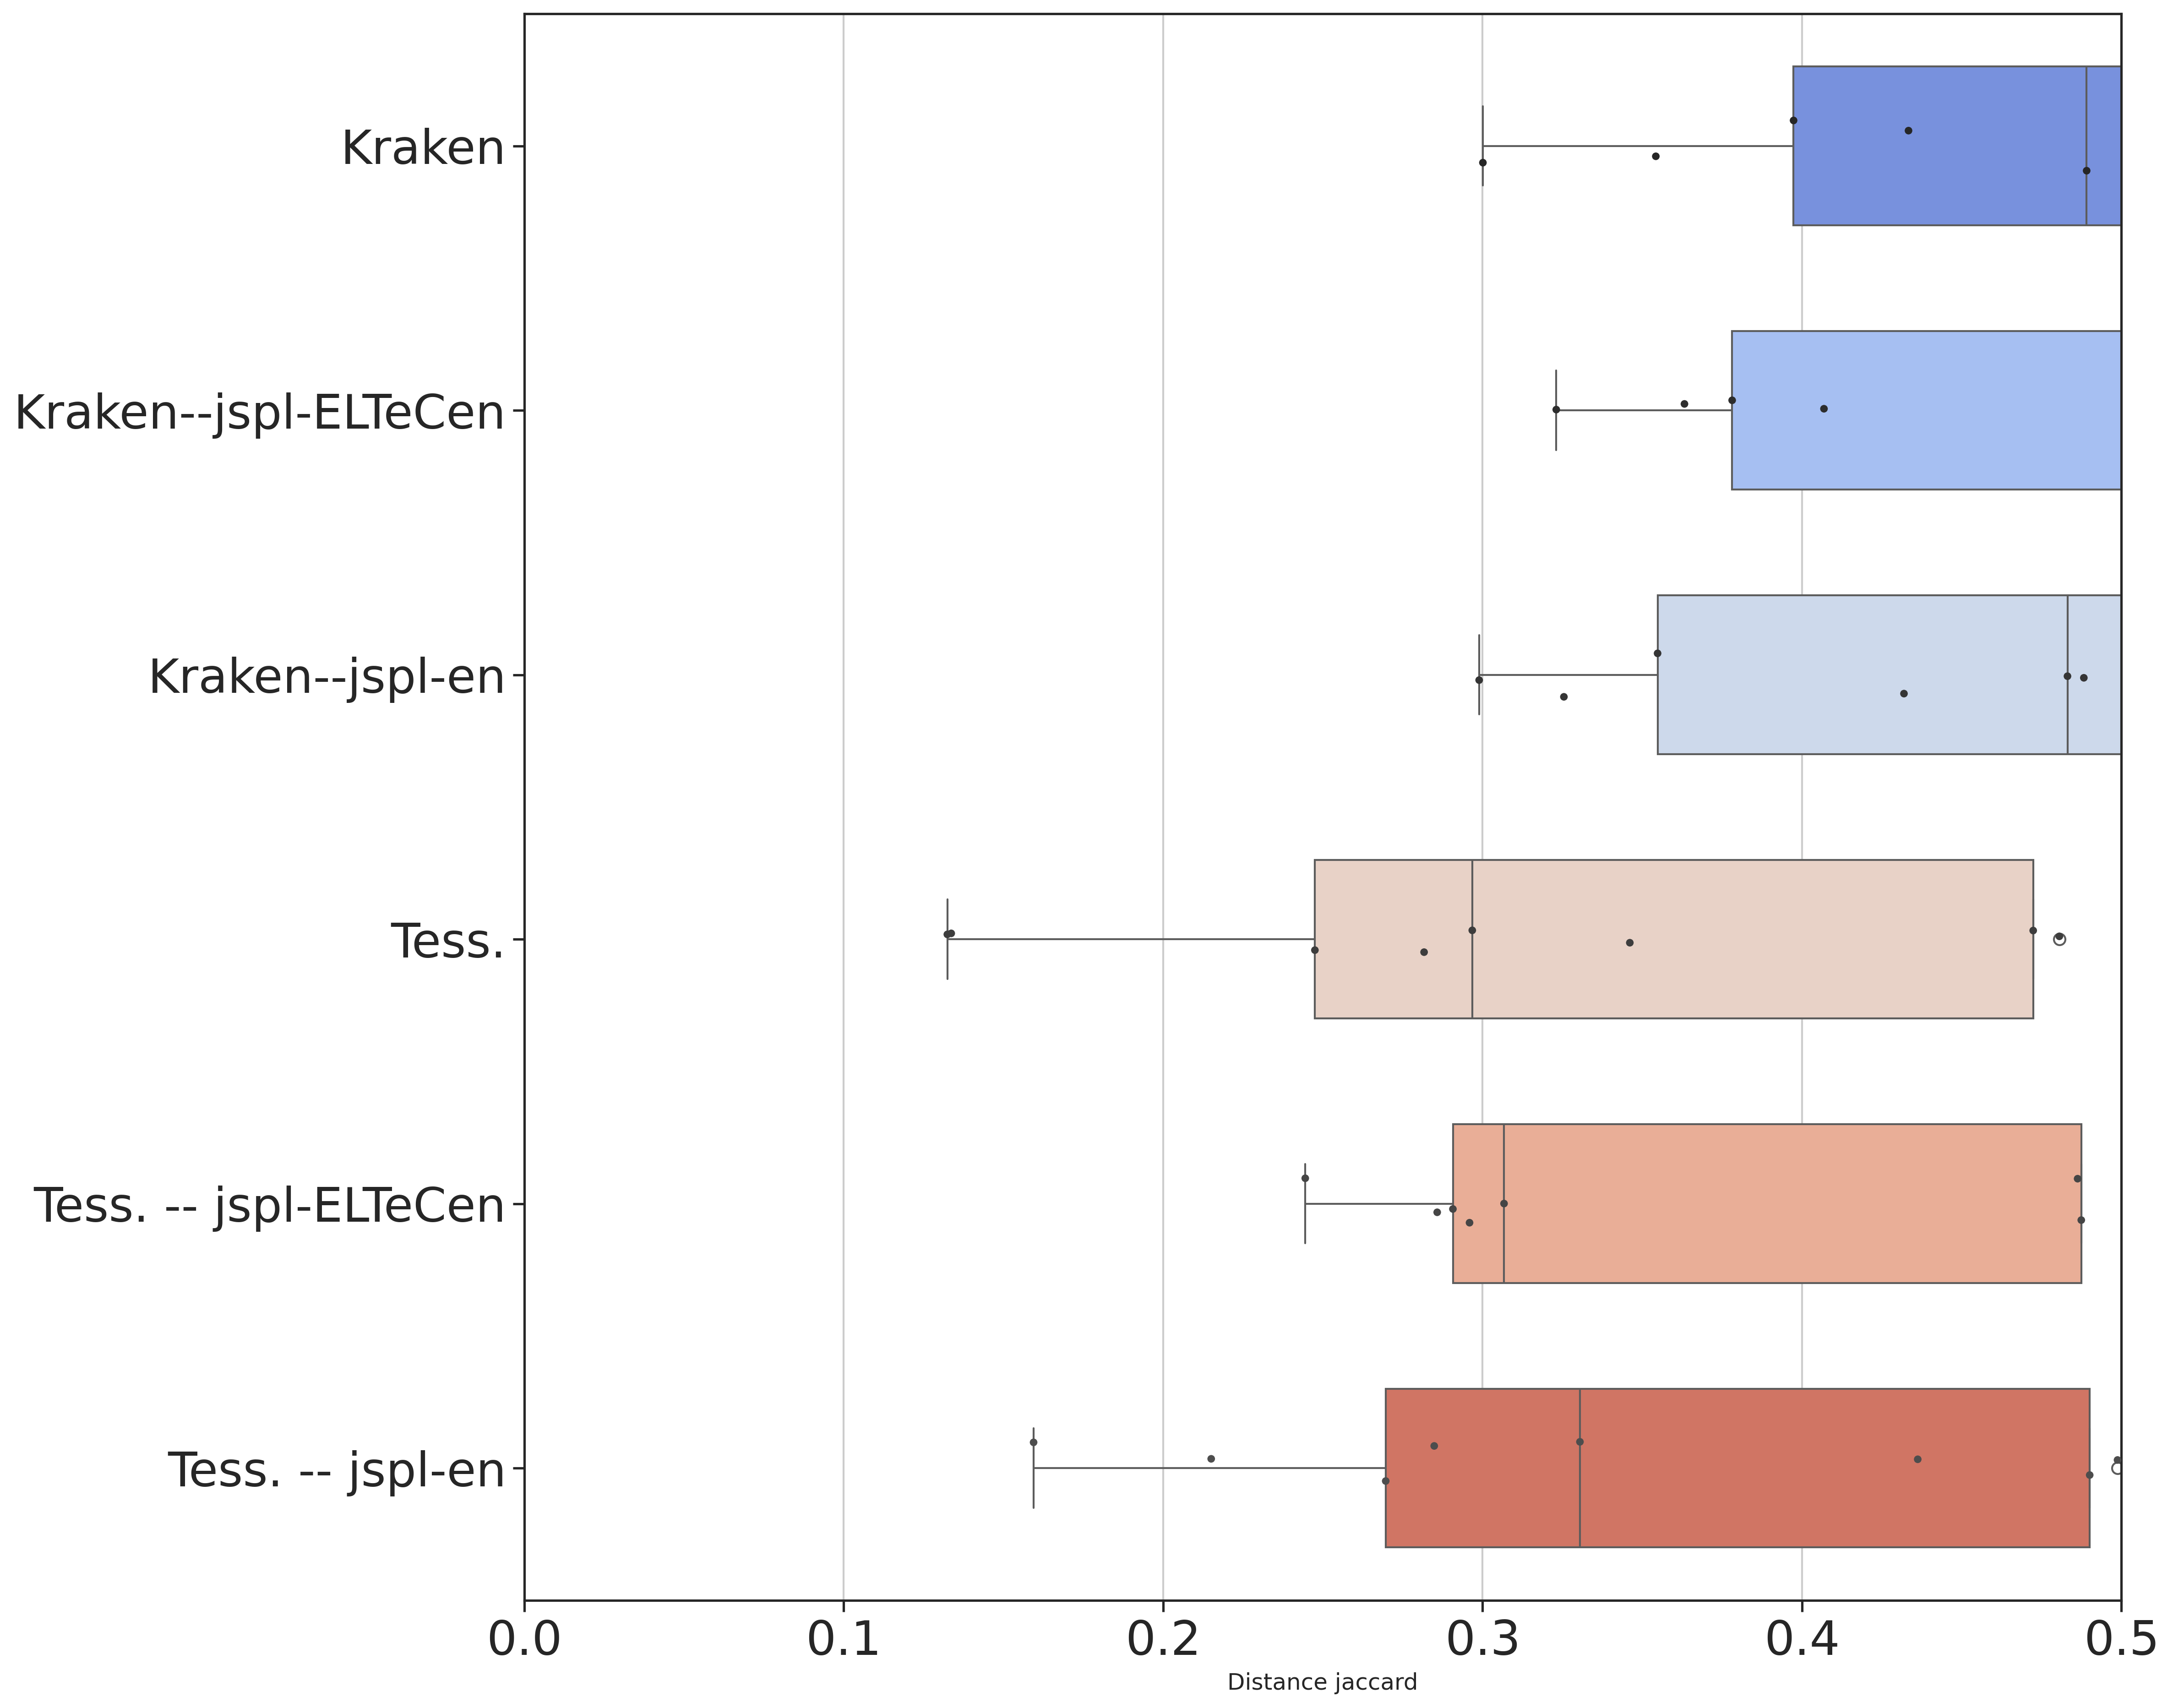 Kraken
Kraken--jspl-ELTeCen
Kraken--jspl-en
Tess.
Tess. -- jspl-ELTeCen
Tess. -- jspl-en
0.0 0.1 0.2 0.3 0.4 0.5
Distance jaccard